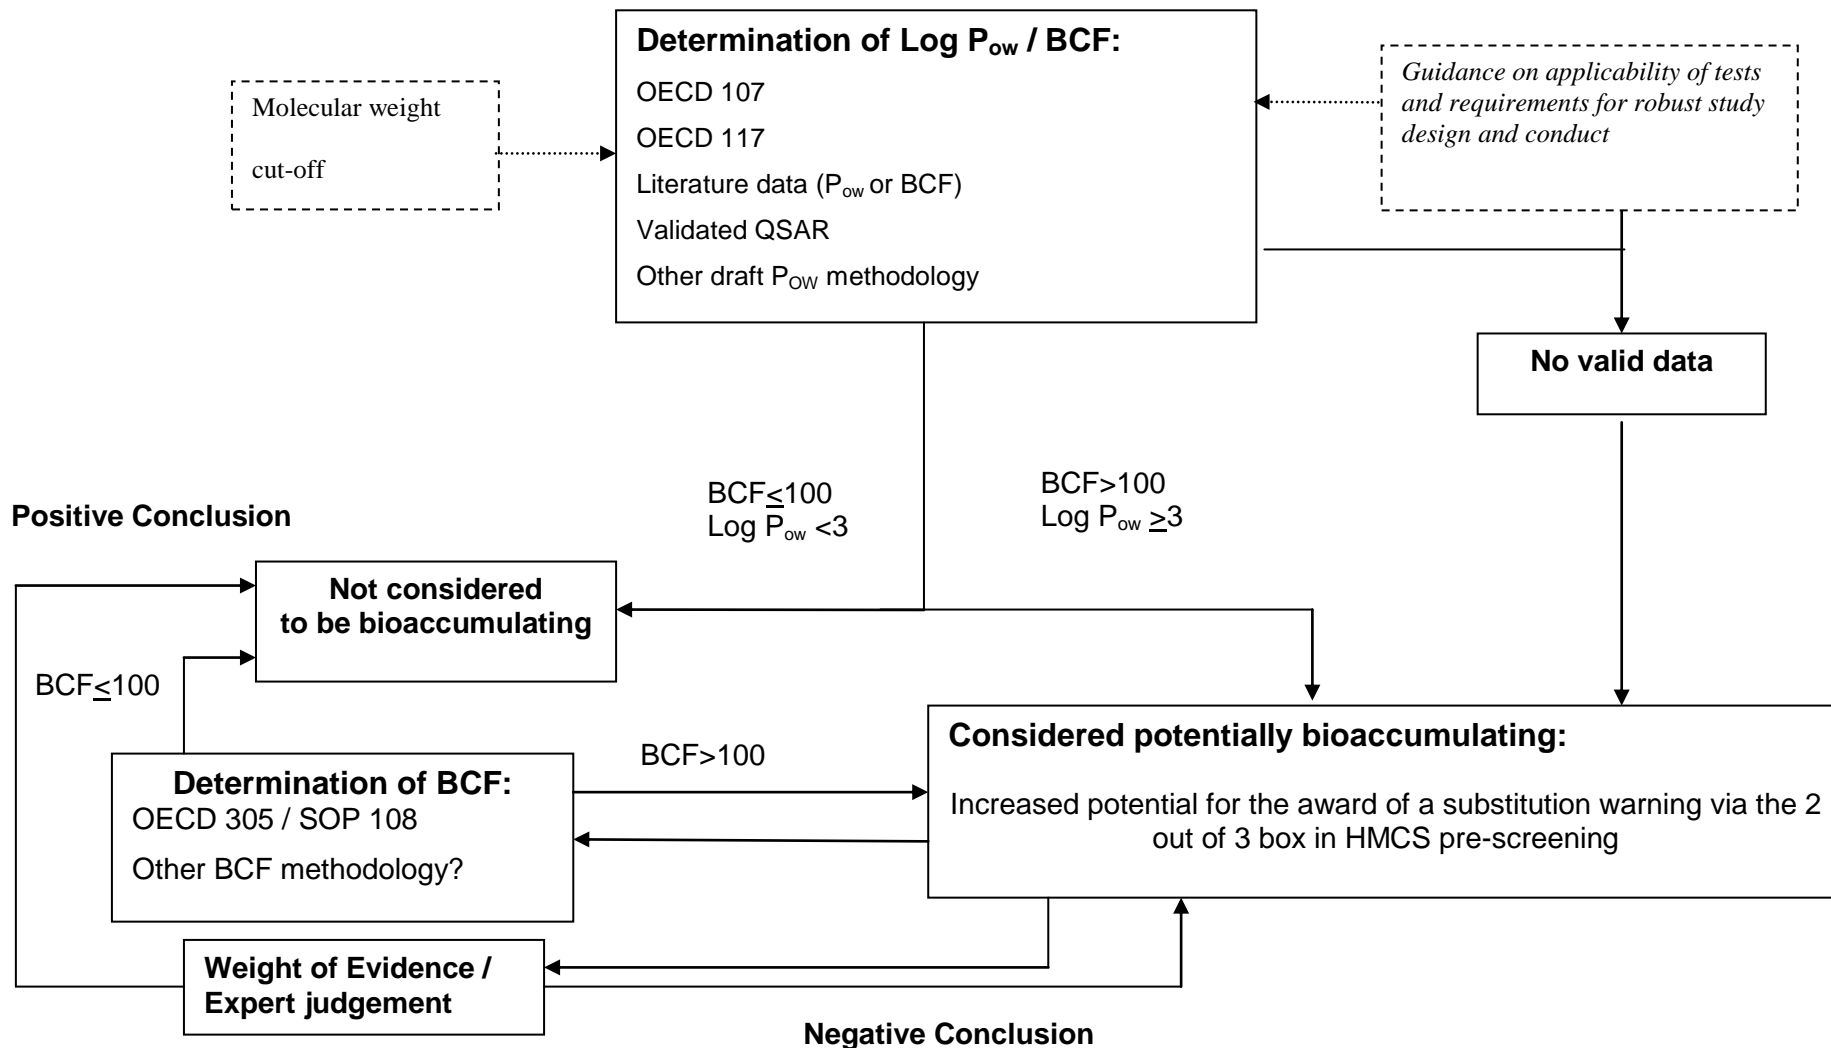 Determination of Log Pow / BCF:
OECD 107
OECD 117
Literature data (Pow or BCF)
Validated QSAR
Other draft POW methodology
Molecular weight
cut-off
Guidance on applicability of tests
and requirements for robust study
design and conduct
No valid data
BCF≤100
Log Pow <3
BCF>100
Log Pow ≥3
Positive Conclusion
Not considered
to be bioaccumulating
BCF≤100
BCF>100
Determination of BCF:
OECD 305 / SOP 108
Other BCF methodology?
Considered potentially bioaccumulating:
Increased potential for the award of a substitution warning via the 2
out of 3 box in HMCS pre-screening
Weight of Evidence /
Expert judgement
Negative Conclusion